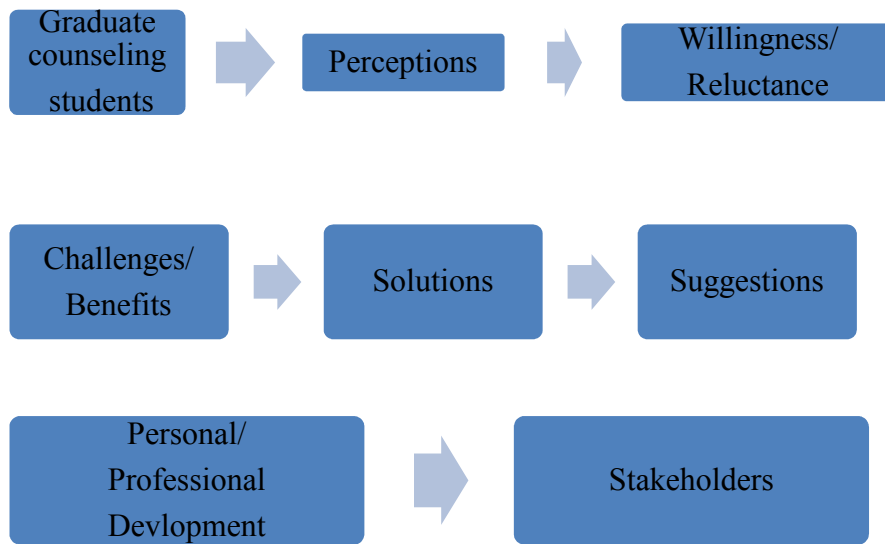 Graduate
counseling
students
Perceptions
Willingness/
Reluctance
Challenges/
Benefits
Solutions
Suggestions
Personal/
Professional
Devlopment
Stakeholders